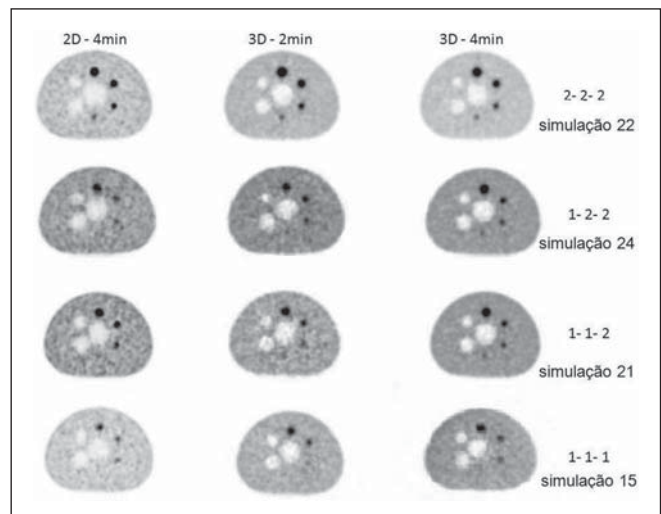 2D - 4min
3D - 2min
3D - 4min
2- 2- 2
simulação 22
1- 2- 2
simulação 24
1- 1- 2
simulação 21
1- 1- 1
simulação 15